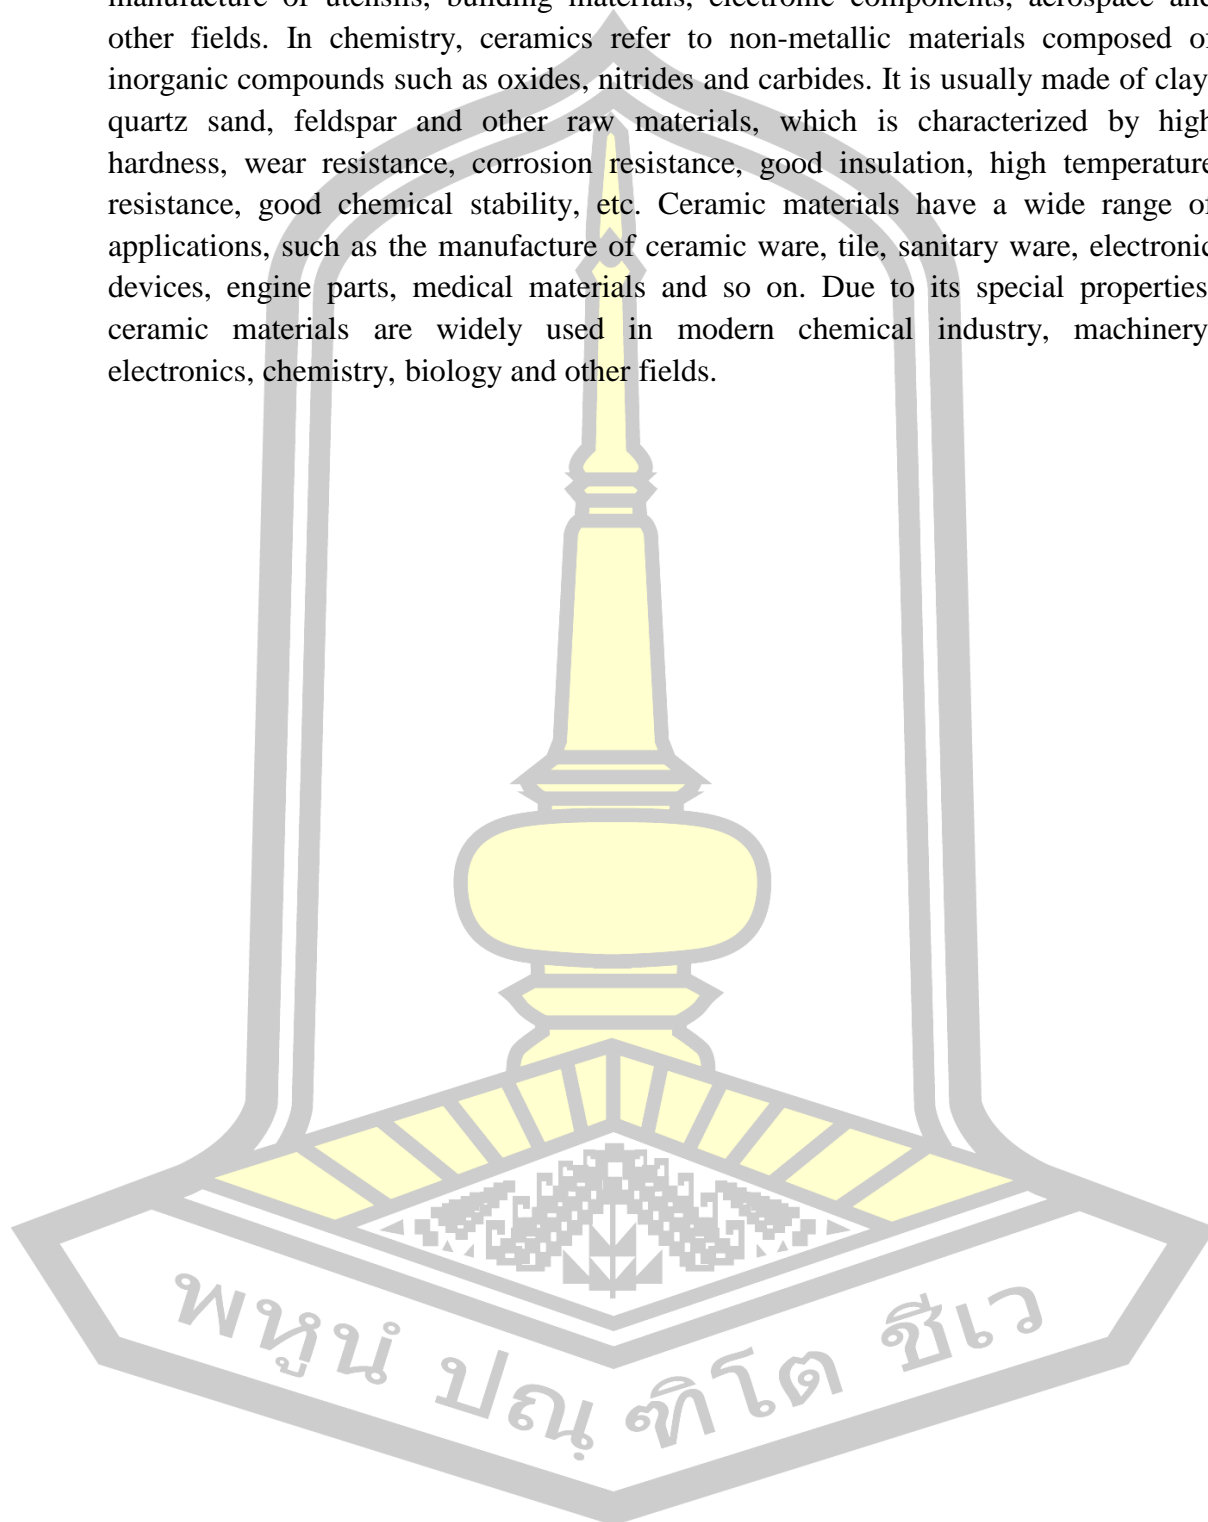 manufacture of utensils, building materials, electronic components, aerospace and
other fields. In chemistry, ceramics refer to non-metallic materials composed of
inorganic compounds such as oxides, nitrides and carbides. It is usually made of clay,
quartz sand, feldspar and other raw materials, which is characterized by high
hardness, wear resistance, corrosion resistance, good insulation, high temperature
resistance, good chemical stability, etc. Ceramic materials have a wide range of
applications, such as the manufacture of ceramic ware, tile, sanitary ware, electronic
devices, engine parts, medical materials and so on. Due to its special properties,
ceramic materials are widely used in modern chemical industry, machinery,
electronics, chemistry, biology and other fields.
พหูนํ ปณฺฑิโต ชีเว